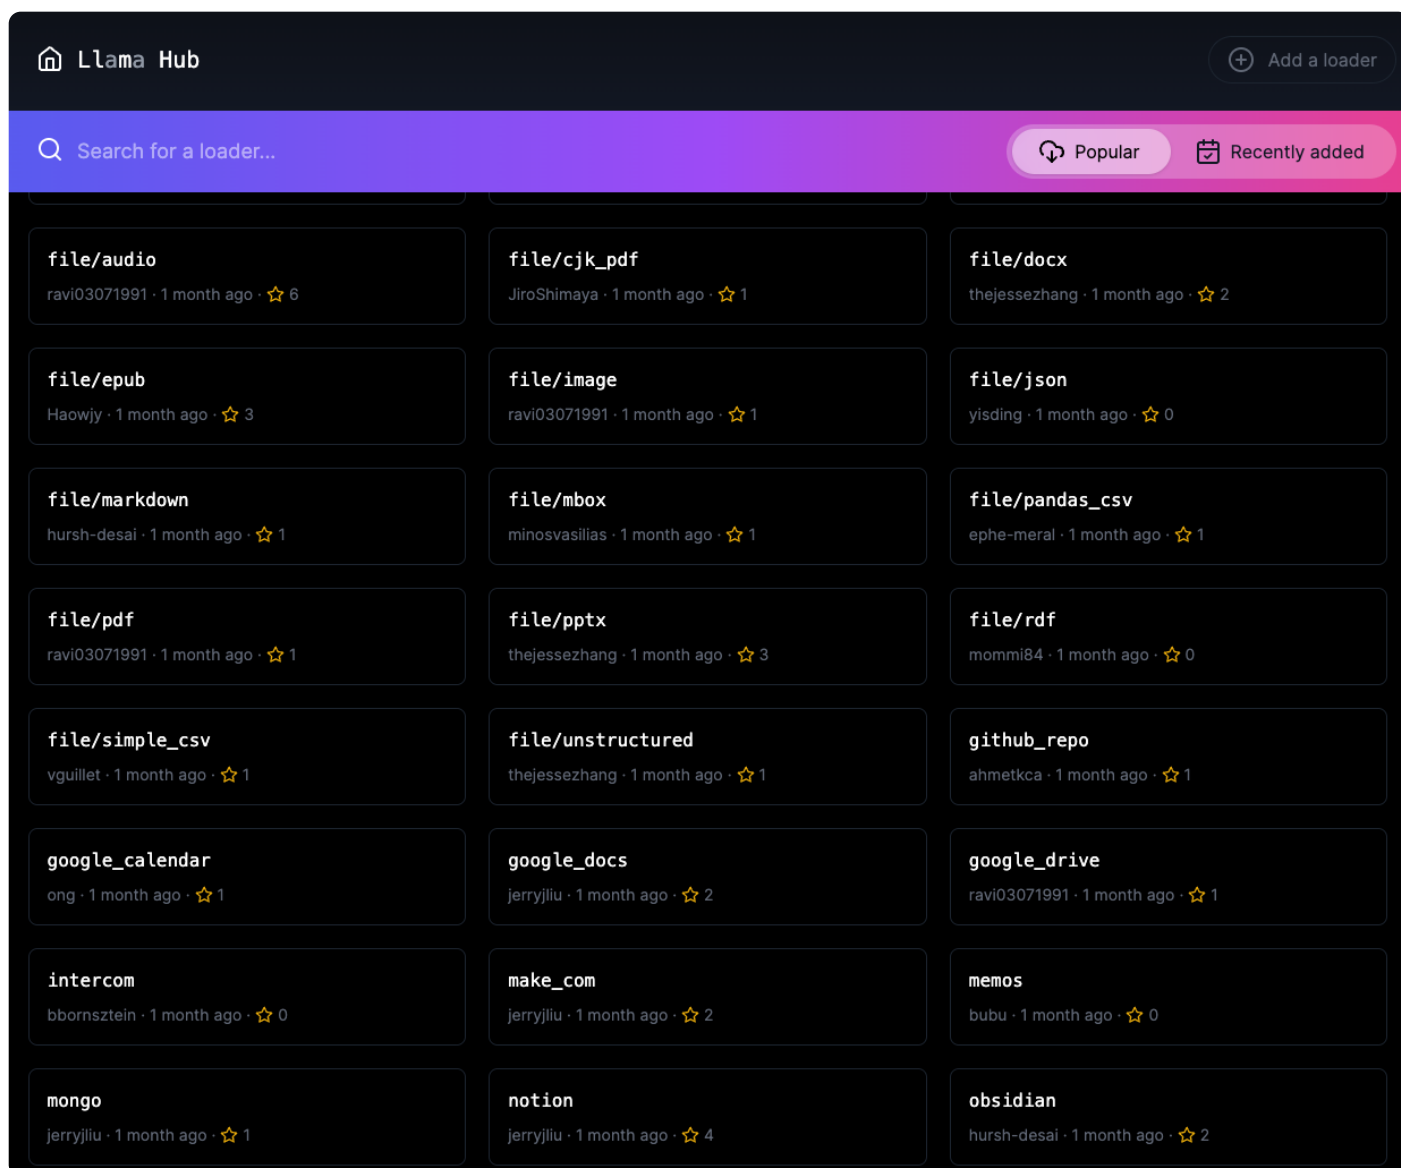 Llama Hub
Add a loader
Search for a loader...
Popular
Recently added
file/audio
ravi03071991 · 1 month ago · 6
file/cjk_pdf
JiroShimaya · 1 month ago · 1
file/docx
thejessezhang · 1 month ago · 2
file/epub
Haowjy · 1 month ago · 3
file/image
ravi03071991 · 1 month ago · 1
file/json
yisding · 1 month ago · 0
file/markdown
hursh-desai · 1 month ago · 1
file/mbox
minosvasilias · 1 month ago · 1
file/pandas_csv
ephe-meral · 1 month ago · 1
file/pdf
ravi03071991 · 1 month ago · 1
file/pptx
thejessezhang · 1 month ago · 3
file/rdf
mommi84 · 1 month ago · 0
file/simple_csv
vguillet · 1 month ago · 1
file/unstructured
thejessezhang · 1 month ago · 1
github_repo
ahmetkca · 1 month ago · 1
google_calendar
ong · 1 month ago · 1
google_docs
jerryjliu · 1 month ago · 2
google_drive
ravi03071991 · 1 month ago · 1
intercom
bbornsztein · 1 month ago · 0
make_com
jerryjliu · 1 month ago · 2
memos
bubu · 1 month ago · 0
mongo
jerryjliu · 1 month ago · 1
notion
jerryjliu · 1 month ago · 4
obsidian
hursh-desai · 1 month ago · 2